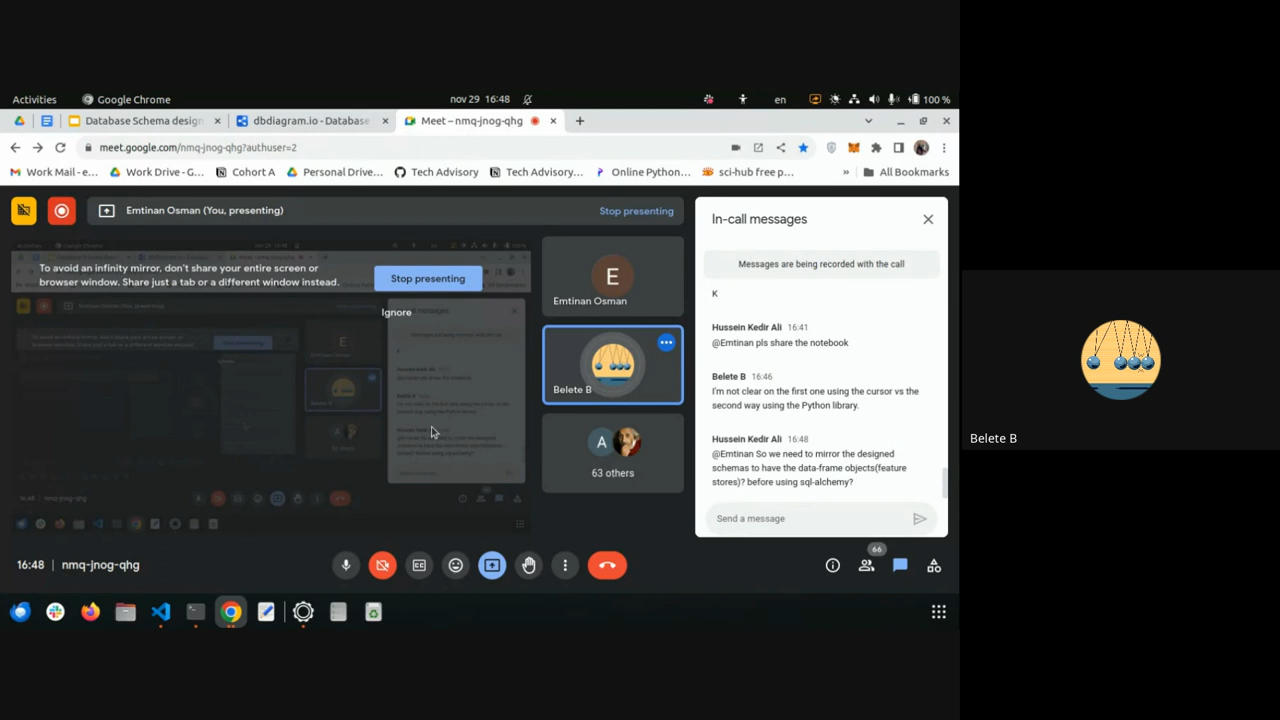 Activities
Google Chrome
nov 29 16:48
en
100 %
Database Schema design
dbdiagram.io - Database
Meet – nmq-jnog-qhg
meet.google.com/nmq-jnog-qhg?authuser=2
Work Mail - e...
Work Drive - G...
Cohort A
Personal Drive...
Tech Advisory
Tech Advisory...
Online Python...
sci-hub free p...
»
All Bookmarks
Emtinan Osman (You, presenting)
Stop presenting
To avoid an infinity mirror, don't share your entire screen or
browser window. Share just a tab or a different window instead.
Stop presenting
Ignore
E
Emtinan Osman
Belete B
A
63 others
In-call messages
Messages are being recorded with the call
K
Hussein Kedir Ali 16:41
@Emtinan pls share the notebook
Belete B 16:46
I'm not clear on the first one using the cursor vs the
second way using the Python library.
Hussein Kedir Ali 16:48
@Emtinan So we need to mirror the designed
schemas to have the data-frame objects(feature
stores)? before using sql-alchemy?
Send a message
16:48
nmq-jnog-qhg
66
Belete B